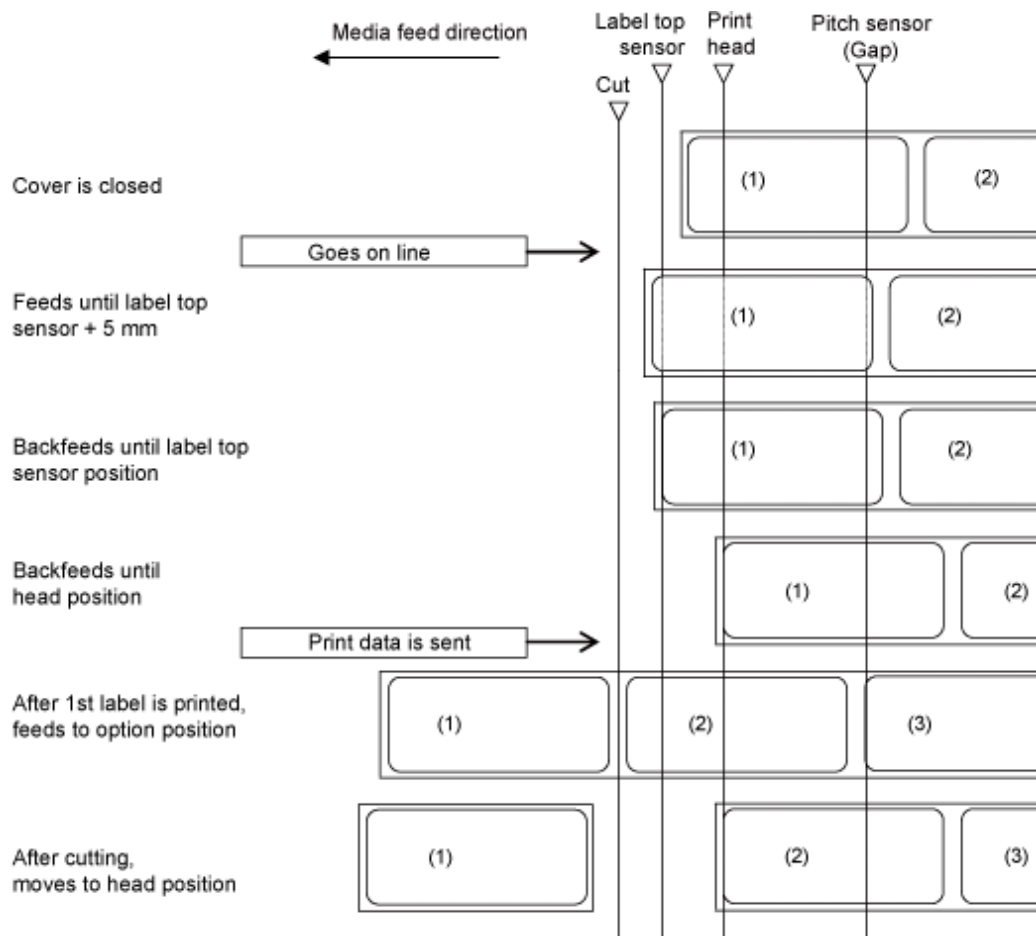 Media feed direction
Label top
sensor
Print
head
Pitch sensor
(Gap)
Cut
Cover is closed
(1)
(2)
Goes on line
Feeds until label top
sensor + 5 mm
(1)
(2)
Backfeeds until label top
sensor position
(1)
(2)
Backfeeds until
head position
(1)
(2)
Print data is sent
After 1st label is printed,
feeds to option position
(1)
(2)
(3)
After cutting,
moves to head position
(1)
(2)
(3)